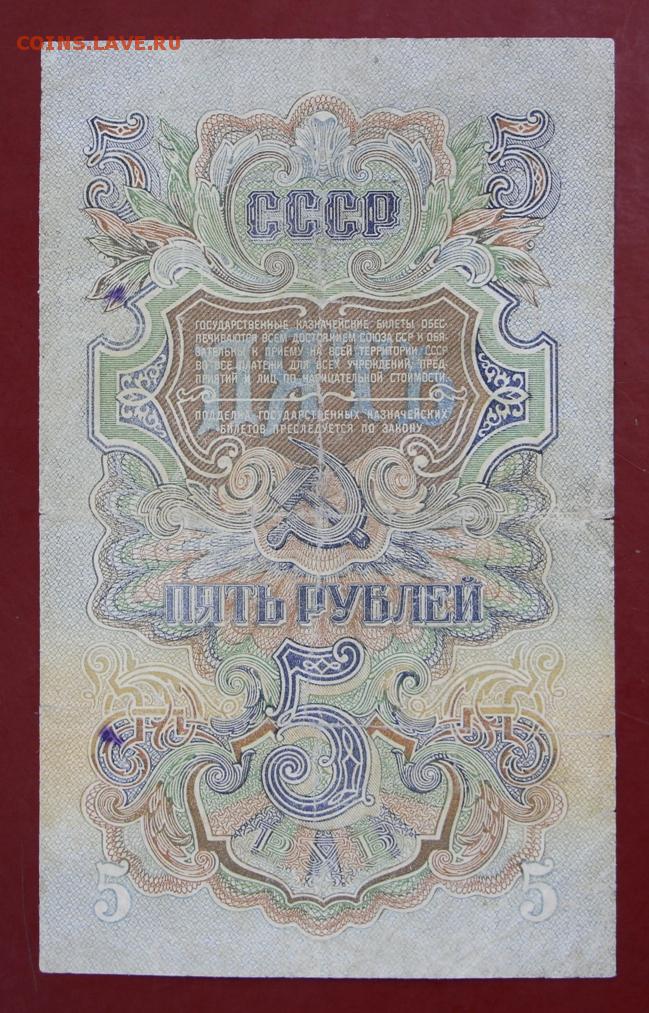 COINS.LAVE.RU
5 5
СССР
ГОСУДАРСТВЕННЫЕ КАЗНАЧЕЙСКИЕ БИЛЕТЫ ОБЕС-
ПЕЧИВАЮТСЯ ВСЕМ ДОСТОЯНИЕМ СОЮЗА ССР И ОБЯ-
ЗАТЕЛЬНЫ К ПРИЕМУ НА ВСЕЙ ТЕРРИТОРИИ СССР
ВО ВСЕ ПЛАТЕЖИ ДЛЯ ВСЕХ УЧРЕЖДЕНИЙ, ПРЕД-
ПРИЯТИЙ И ЛИЦ ПО НАРИЦАТЕЛЬНОЙ СТОИМОСТИ.
ПЯТЬ
ПОДДЕЛКА ГОСУДАРСТВЕННЫХ КАЗНАЧЕЙСКИХ
БИЛЕТОВ ПРЕСЛЕДУЕТСЯ ПО ЗАКОНУ
ПЯТЬ РУБЛЕЙ
5
5 5